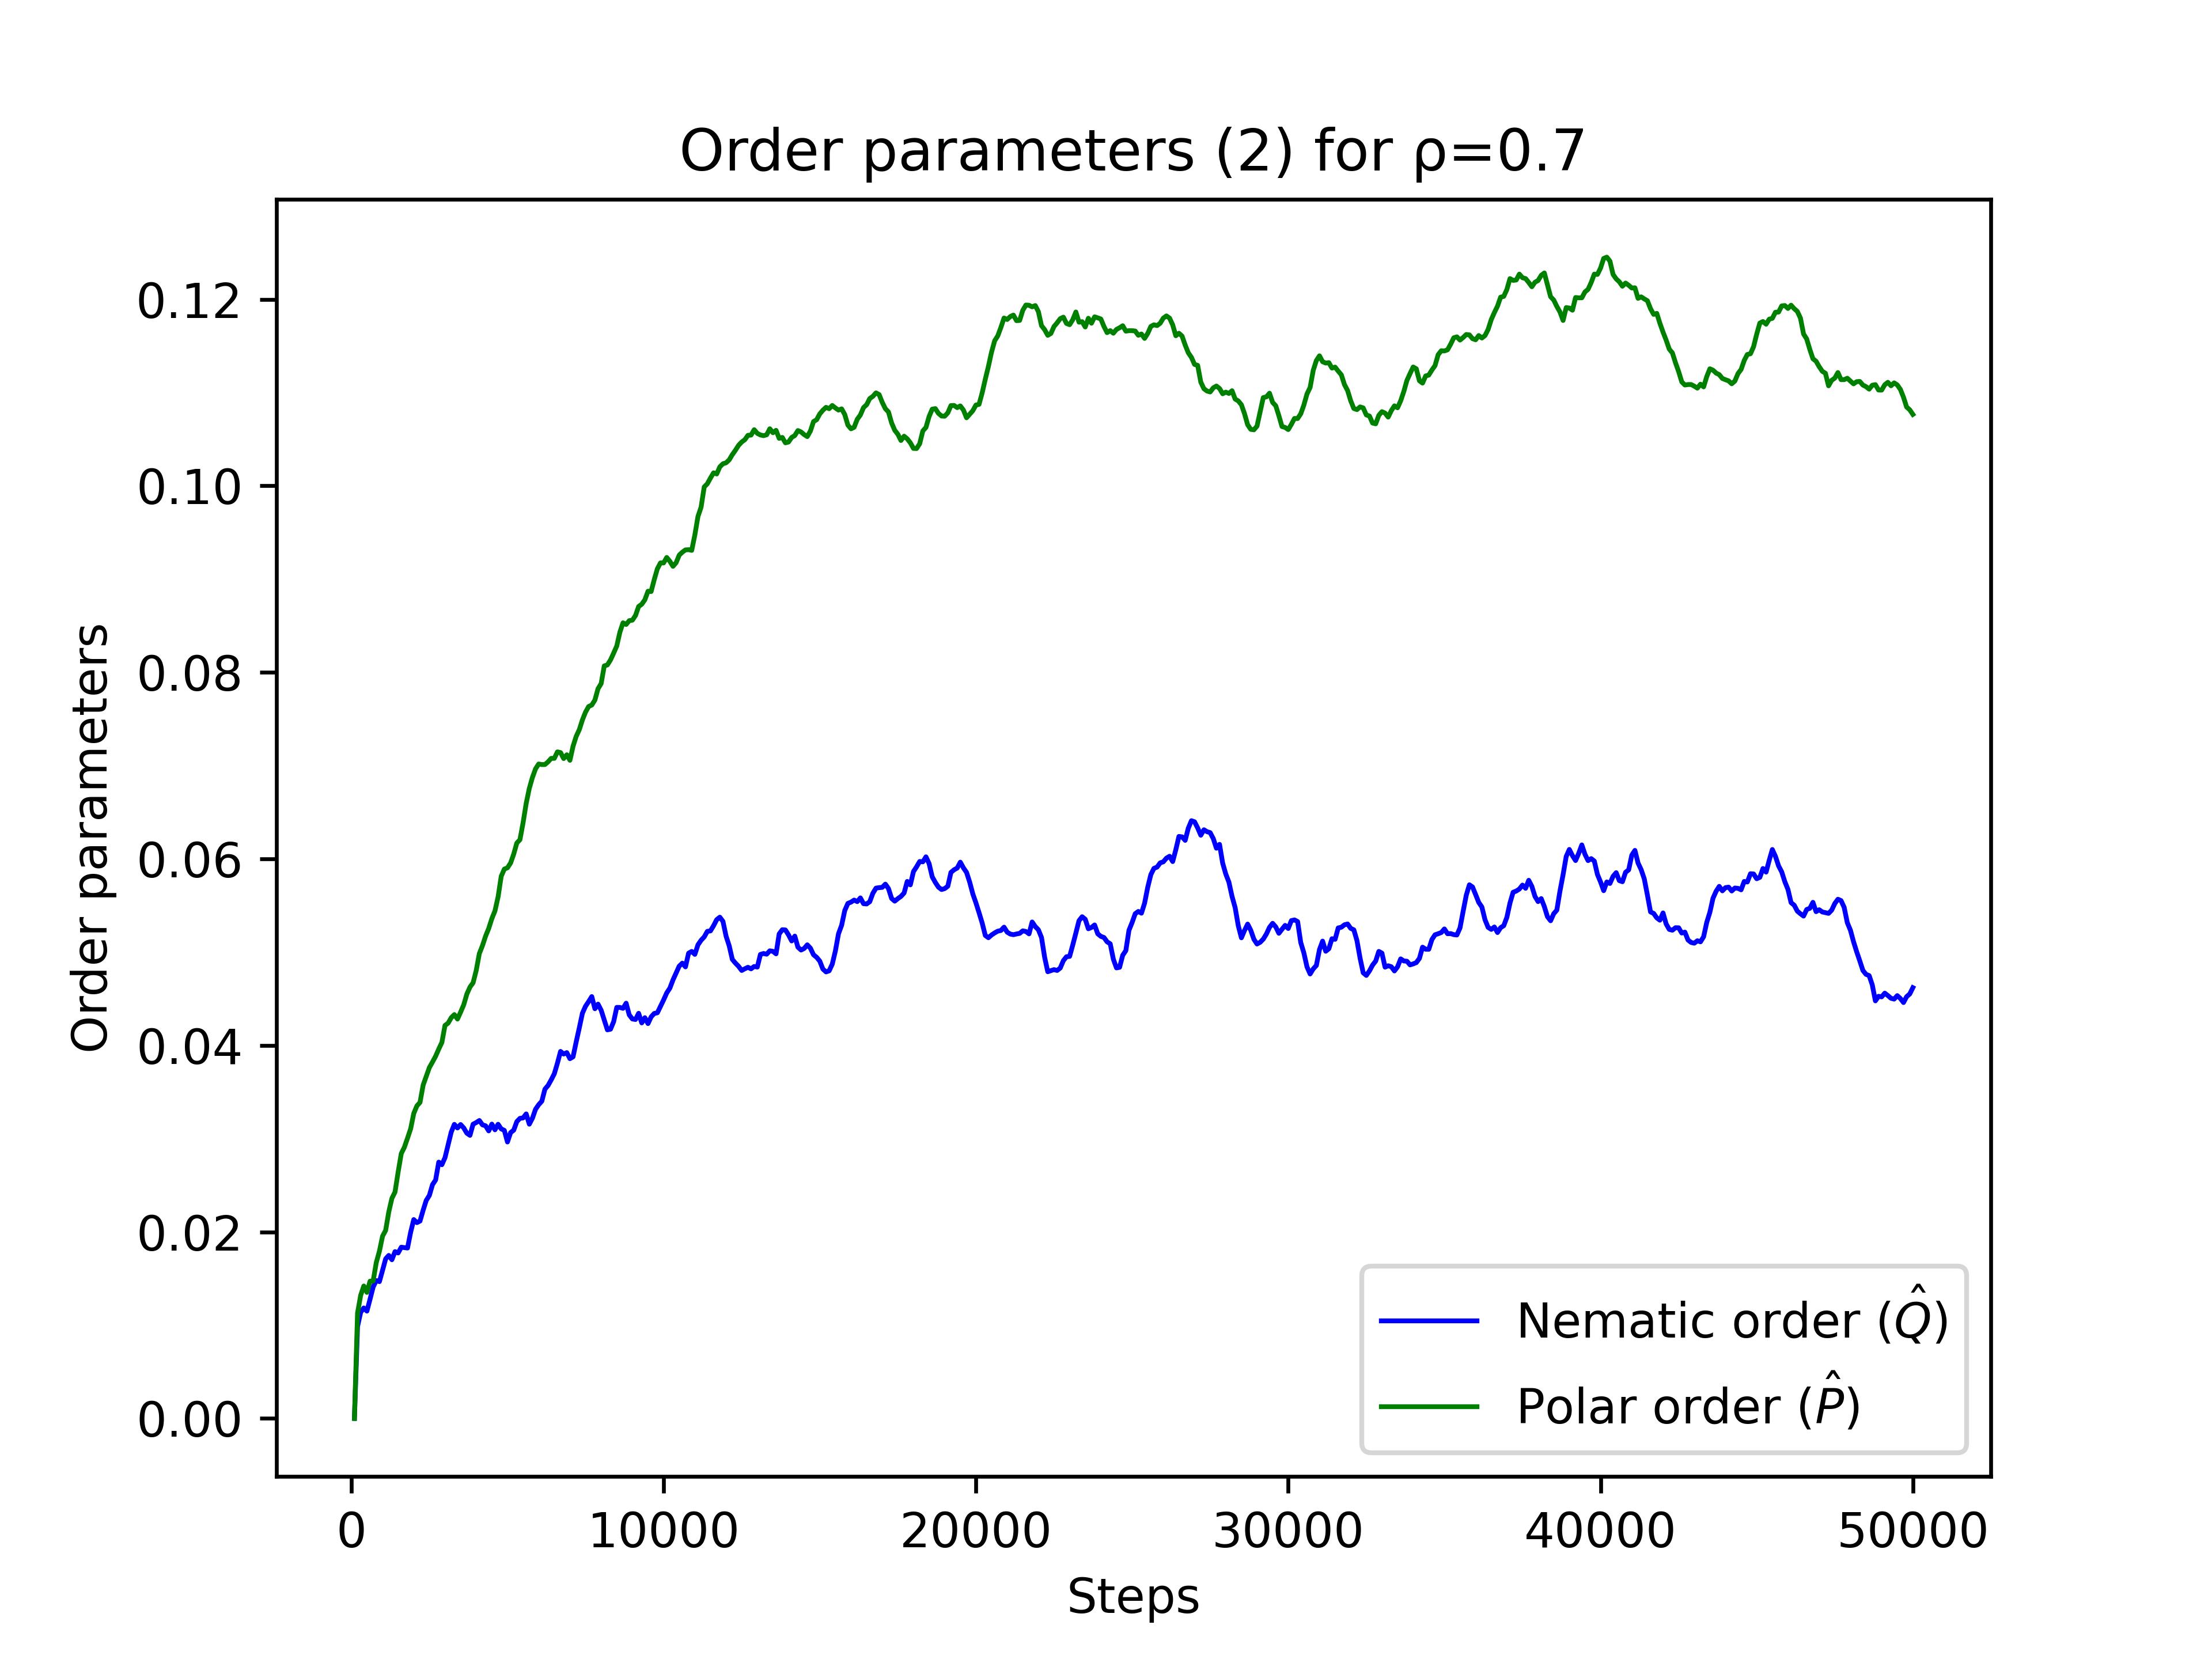 Order parameters (2) for ρ=0.7
Order parameters
0.12
0.10
0.08
0.06
0.04
0.02
0.00
Nematic order (Q̂)
Polar order (P̂)
0 10000 20000 30000 40000 50000
Steps